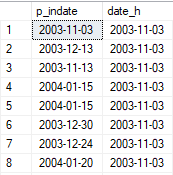 p_indate date_h
1 2003-11-03 2003-11-03
2 2003-12-13 2003-11-03
3 2003-11-13 2003-11-03
4 2004-01-15 2003-11-03
5 2004-01-15 2003-11-03
6 2003-12-30 2003-11-03
7 2003-12-24 2003-11-03
8 2004-01-20 2003-11-03